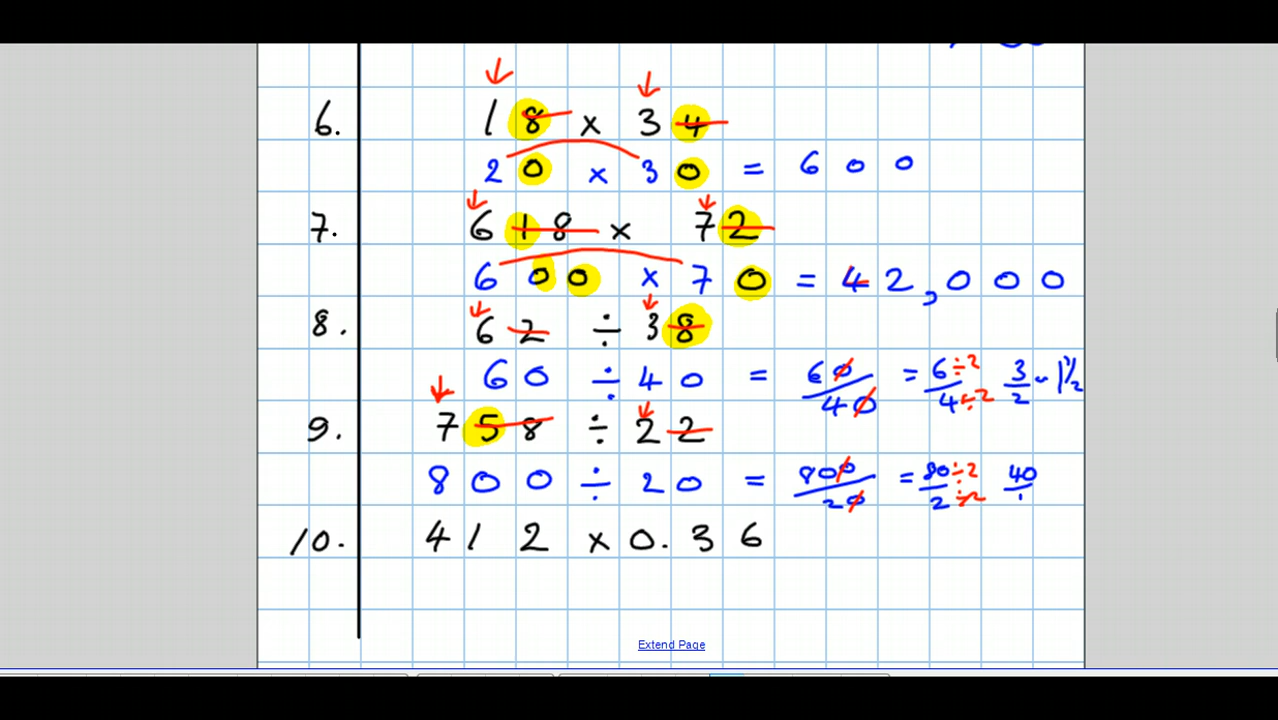 6. 18 x 34
20 x 30 = 600
7. 618 x 72
600 x 70 = 42,000
8. 62 ÷ 38
60 ÷ 40 = 60/40 = 6÷2/4÷2 3/2 = 1 1/2
9. 758 ÷ 22
800 ÷ 20 = 800/20 = 80÷2/2÷2 40/
10. 412 x 0.36
Extend Page